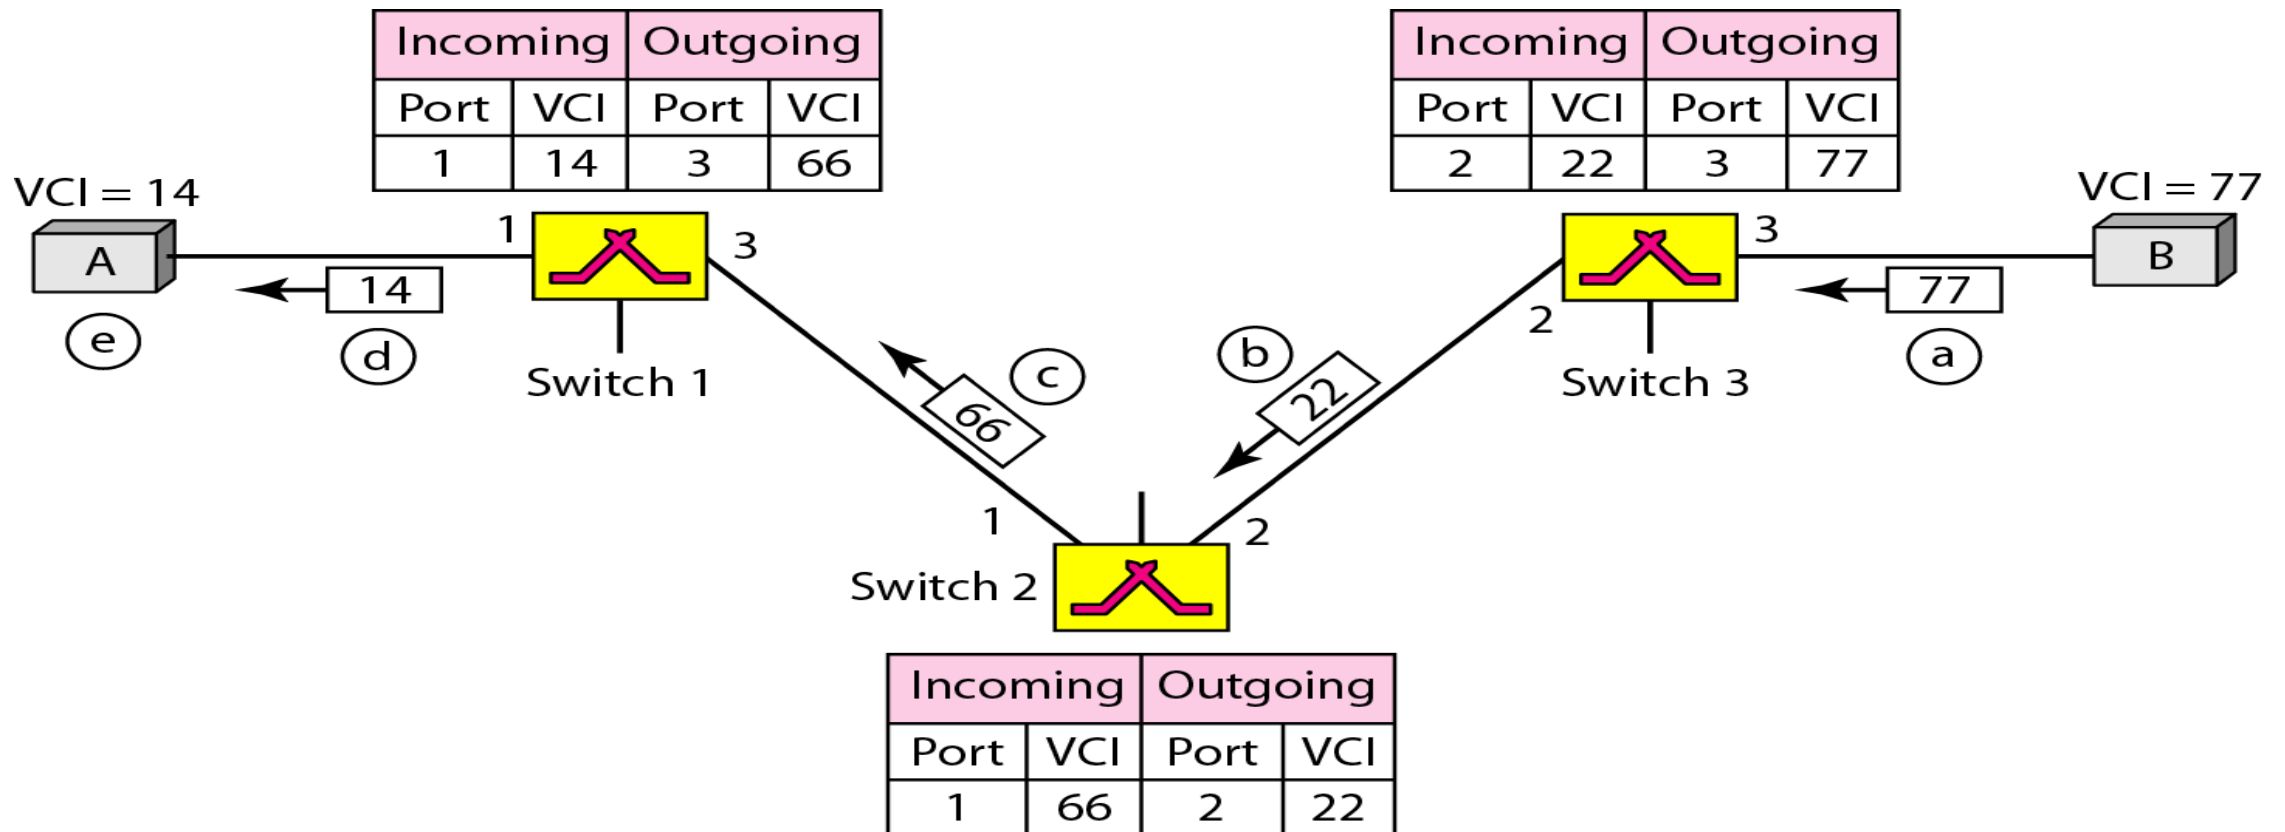 Incoming Outgoing
Port VCI Port VCI
1 14 3 66
Incoming Outgoing
Port VCI Port VCI
2 22 3 77
VCI = 14
A
1
3
14
e
d
Switch 1
VCI = 77
B
3
2
77
a
Switch 3
c
66
b
22
1
2
Switch 2
Incoming Outgoing
Port VCI Port VCI
1 66 2 22